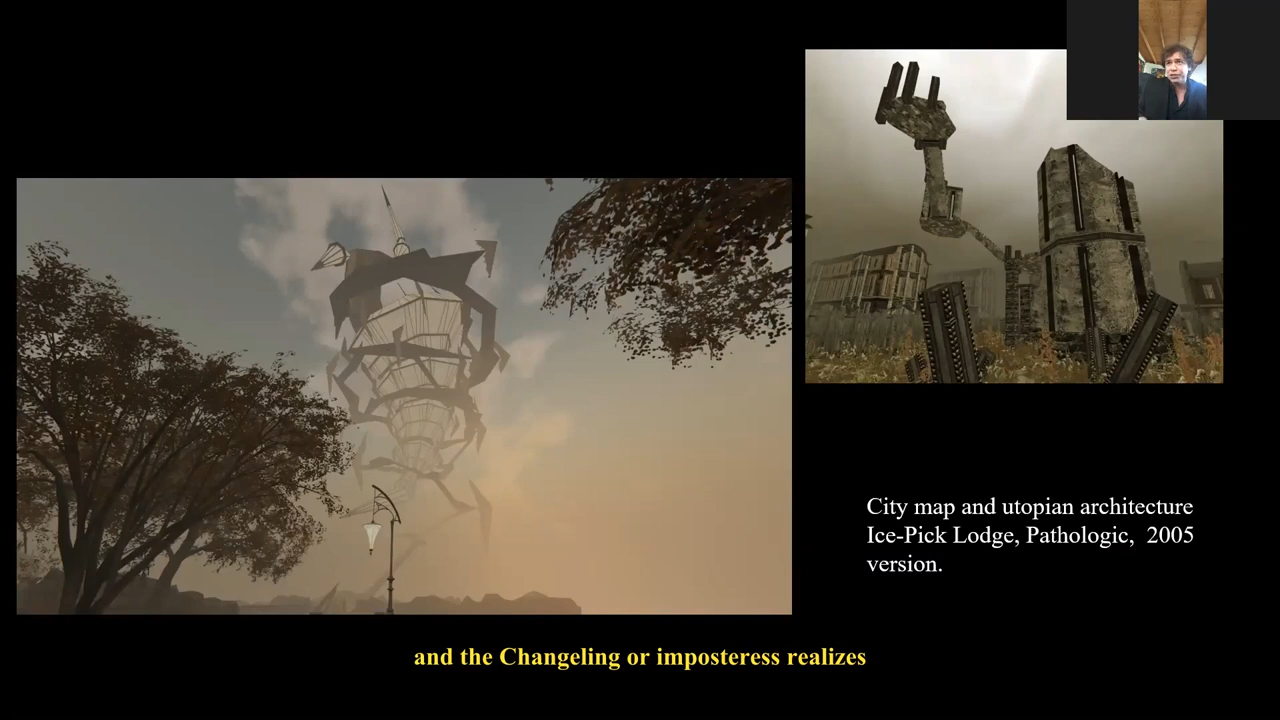 City map and utopian architecture
Ice-Pick Lodge, Pathologic, 2005
version.
and the Changeling or imposteress realizes